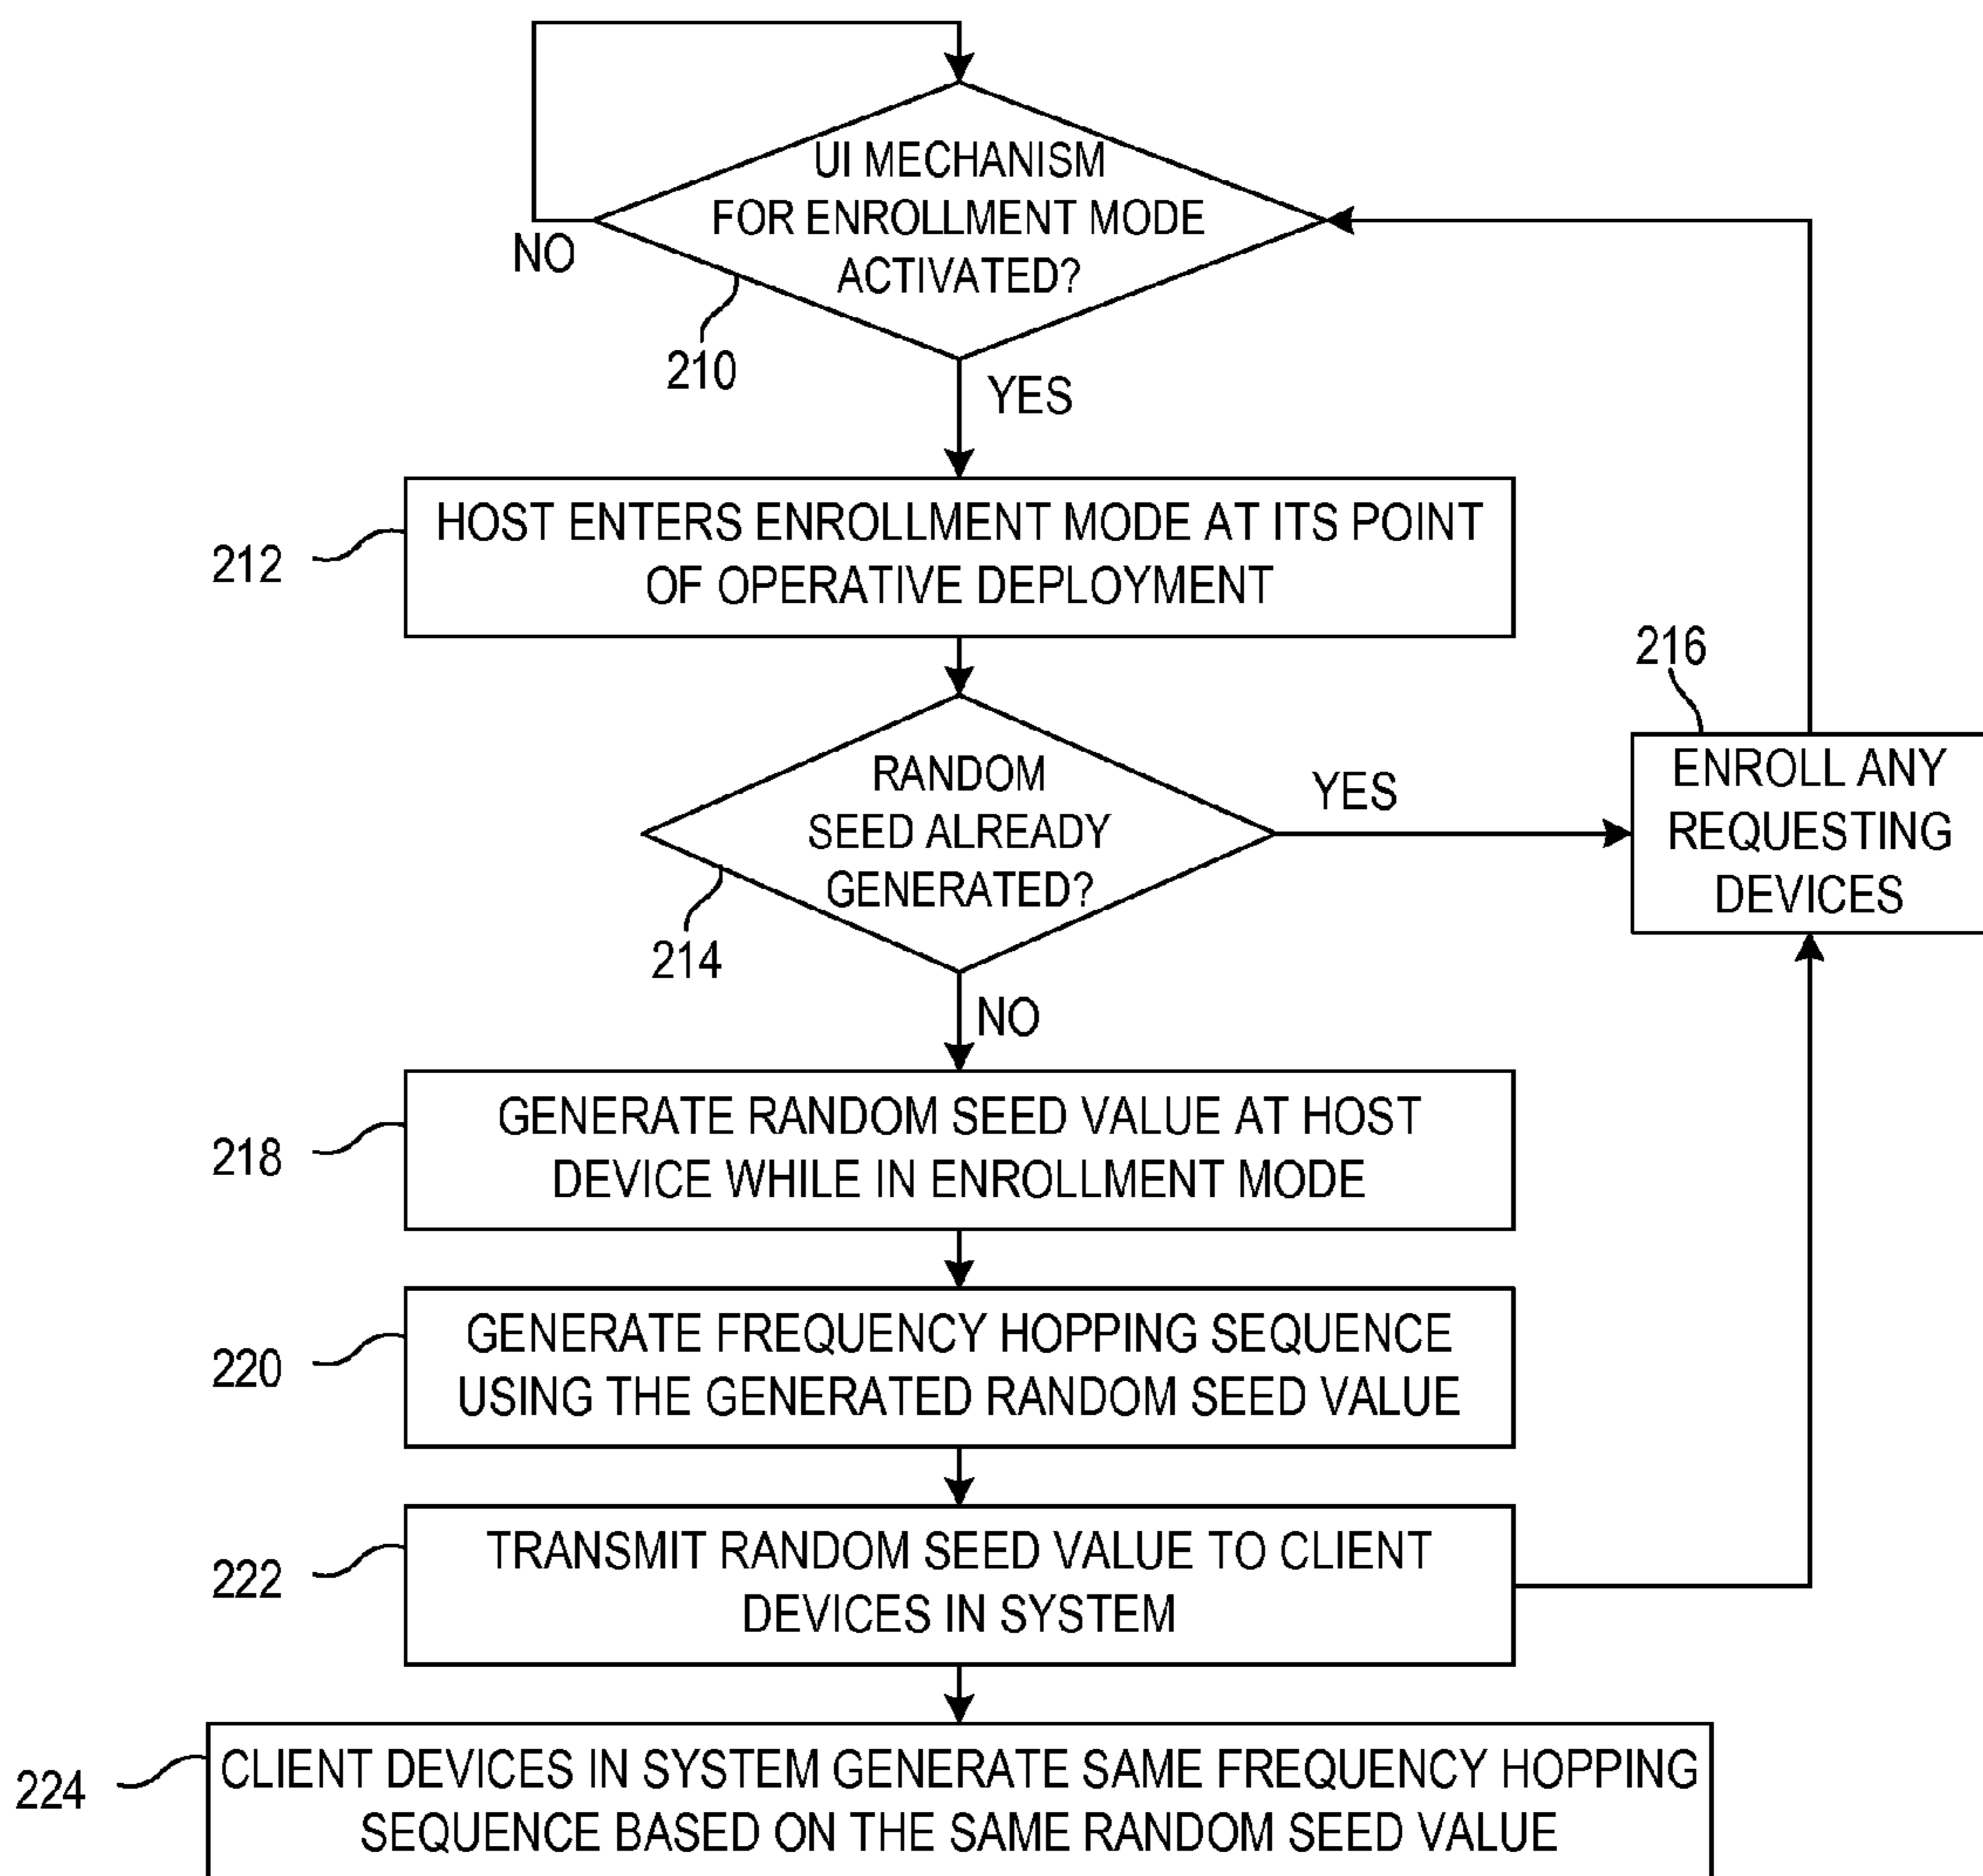 UI MECHANISM
FOR ENROLLMENT MODE
ACTIVATED?
NO
210
YES
HOST ENTERS ENROLLMENT MODE AT ITS POINT
OF OPERATIVE DEPLOYMENT
212
216
RANDOM
SEED ALREADY
GENERATED?
YES
ENROLL ANY
REQUESTING
DEVICES
214
NO
GENERATE RANDOM SEED VALUE AT HOST
DEVICE WHILE IN ENROLLMENT MODE
218
GENERATE FREQUENCY HOPPING SEQUENCE
USING THE GENERATED RANDOM SEED VALUE
220
TRANSMIT RANDOM SEED VALUE TO CLIENT
DEVICES IN SYSTEM
222
CLIENT DEVICES IN SYSTEM GENERATE SAME FREQUENCY HOPPING
SEQUENCE BASED ON THE SAME RANDOM SEED VALUE
224